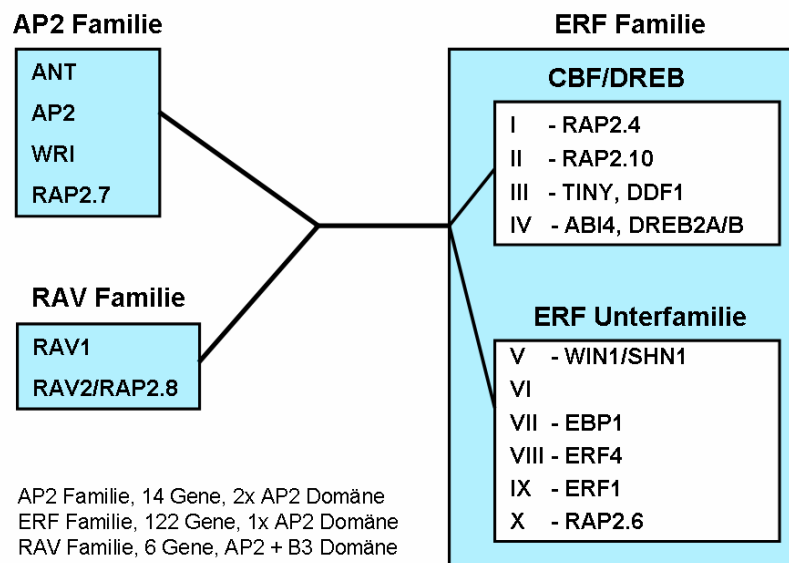 AP2 Familie
ANT
AP2
WRI
RAP2.7
RAV Familie
RAV1
RAV2/RAP2.8
ERF Familie
CBF/DREB
I - RAP2.4
II - RAP2.10
III - TINY, DDF1
IV - ABI4, DREB2A/B
ERF Unterfamilie
V - WIN1/SHN1
VI
VII - EBP1
VIII - ERF4
IX - ERF1
X - RAP2.6
AP2 Familie, 14 Gene, 2x AP2 Domäne
ERF Familie, 122 Gene, 1x AP2 Domäne
RAV Familie, 6 Gene, AP2 + B3 Domäne